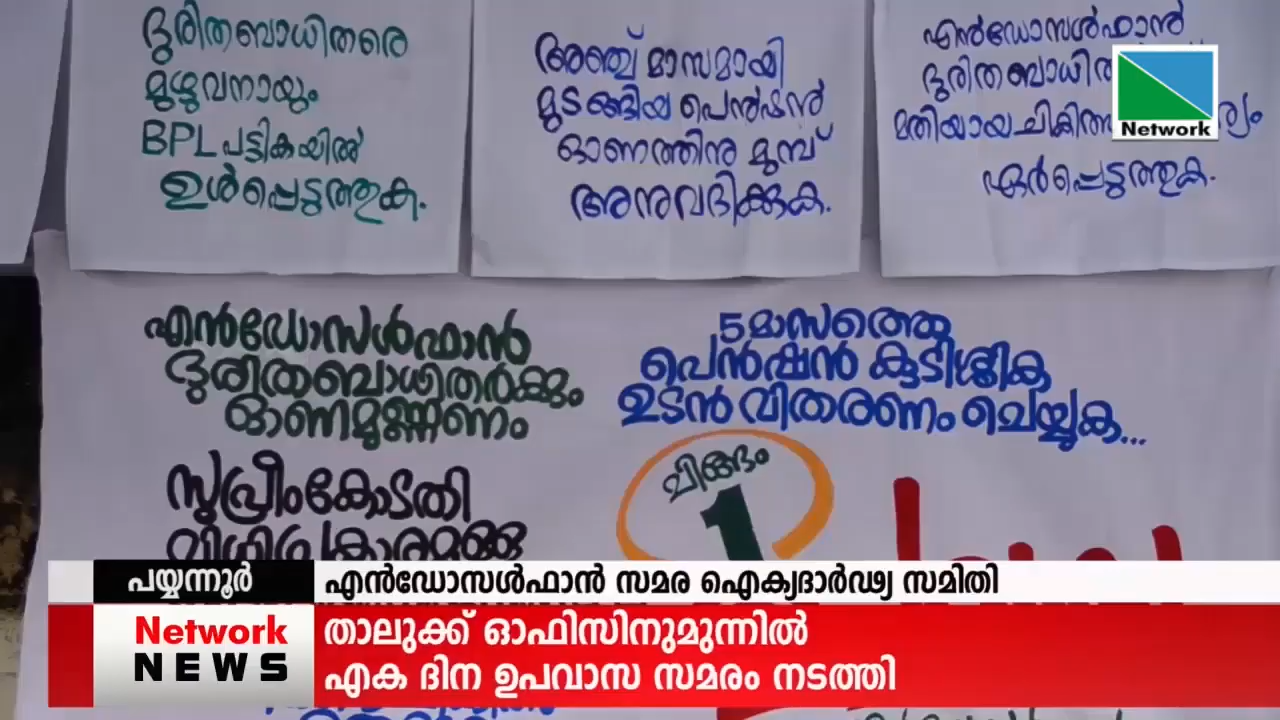 ദുരിതബാധിതരെ
മുഴുവനായും
BPL പട്ടികയിൽ
ഉൾപ്പെടുത്തുക.
അഞ്ച് മാസമായി
മുടങ്ങിയ പെൻഷൻ
ഓണത്തിനു മുമ്പ്
അനുവദിക്കുക.
എൻഡോസൾഫാൻ
മതിയായ
ഏർപ്പെടുത്തുക.
Network
എൻഡോസൾഫാൻ
ദുരിതബാധിതർക്കും
ഓണമുണ്ണണം
5 മാസത്തെ
പെൻഷൻ കുടിശ്ശിക
ഉടൻ വിതരണം ചെയ്യുക...
സുപ്രീംകോടതി
വിധിപ്രകാരമുള്ള
ചിങ്ങം
1
പയ്യന്നൂർ
എൻഡോസൾഫാൻ സമര ഐക്യദാർഢ്യ സമിതി
Network
NEWS
താലുക്ക് ഓഫിസിനുമുന്നിൽ
എക ദിന ഉപവാസ സമരം നടത്തി